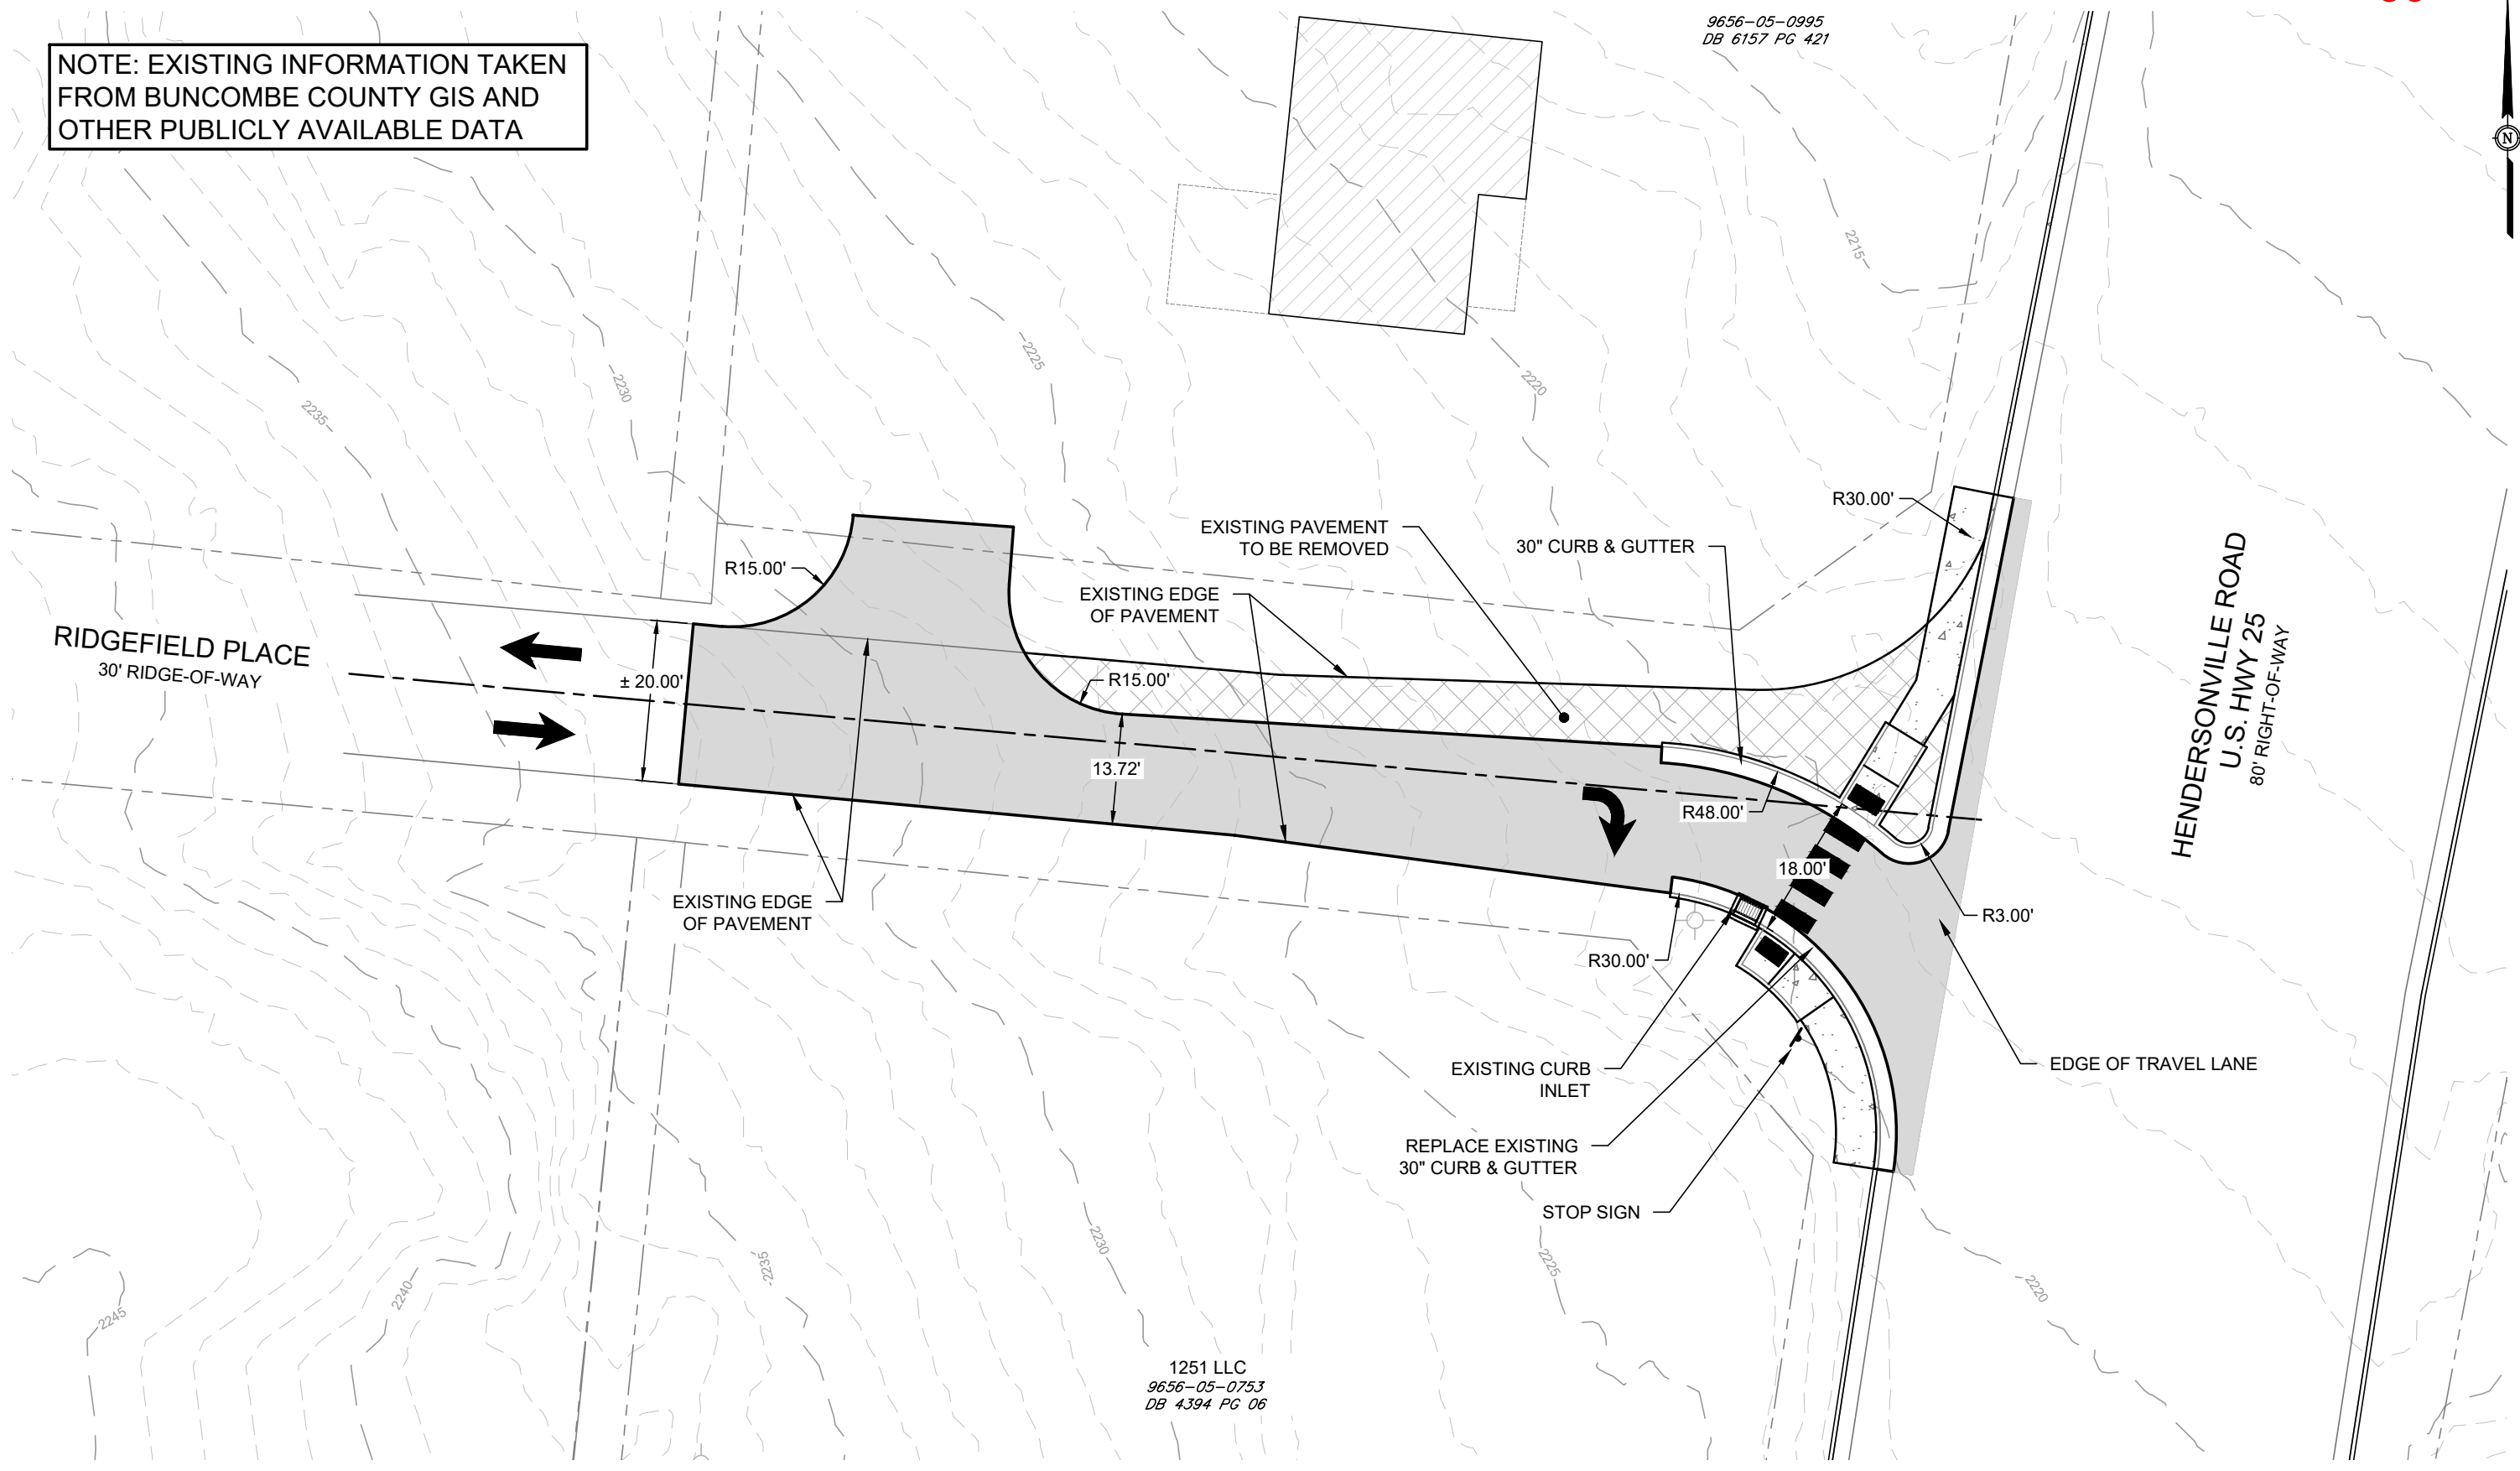 9656-05-0995
DB 6157 PG 421
NOTE: EXISTING INFORMATION TAKEN
FROM BUNCOMBE COUNTY GIS AND
OTHER PUBLICLY AVAILABLE DATA
N
2215
2225
2220
2230
2235
R30.00'
EXISTING PAVEMENT
TO BE REMOVED
30" CURB & GUTTER
R15.00'
EXISTING EDGE
OF PAVEMENT
RIDGEFIELD PLACE
30' RIDGE-OF-WAY
± 20.00'
R15.00'
HENDERSONVILLE ROAD
U.S. HWY 25
80' RIGHT-OF-WAY
13.72'
R48.00'
18.00'
EXISTING EDGE
OF PAVEMENT
R3.00'
R30.00'
EXISTING CURB
INLET
EDGE OF TRAVEL LANE
REPLACE EXISTING
30" CURB & GUTTER
STOP SIGN
2230
2235
2225
2240
2220
2245
1251 LLC
9656-05-0753
DB 4394 PG 06